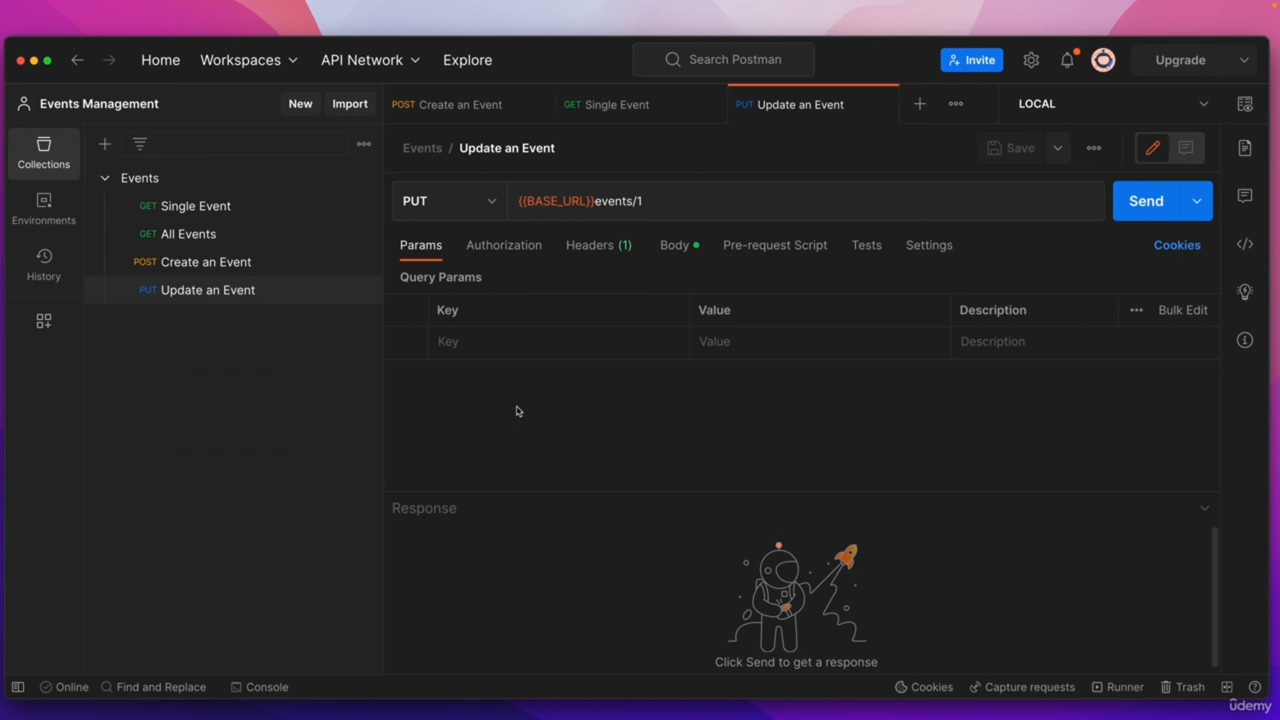 Home Workspaces API Network Explore Search Postman Invite Upgrade
Events Management New Import POST Create an Event GET Single Event PUT Update an Event LOCAL
Collections
Environments
History
Events
GET Single Event
GET All Events
POST Create an Event
PUT Update an Event
Events / Update an Event Save
PUT {{BASE_URL}}events/1 Send
Params Authorization Headers (1) Body Pre-request Script Tests Settings Cookies
Query Params
Key Value Description Bulk Edit
Key Value Description
Response
Click Send to get a response
Online Find and Replace Console Cookies Capture requests Runner Trash
udemy